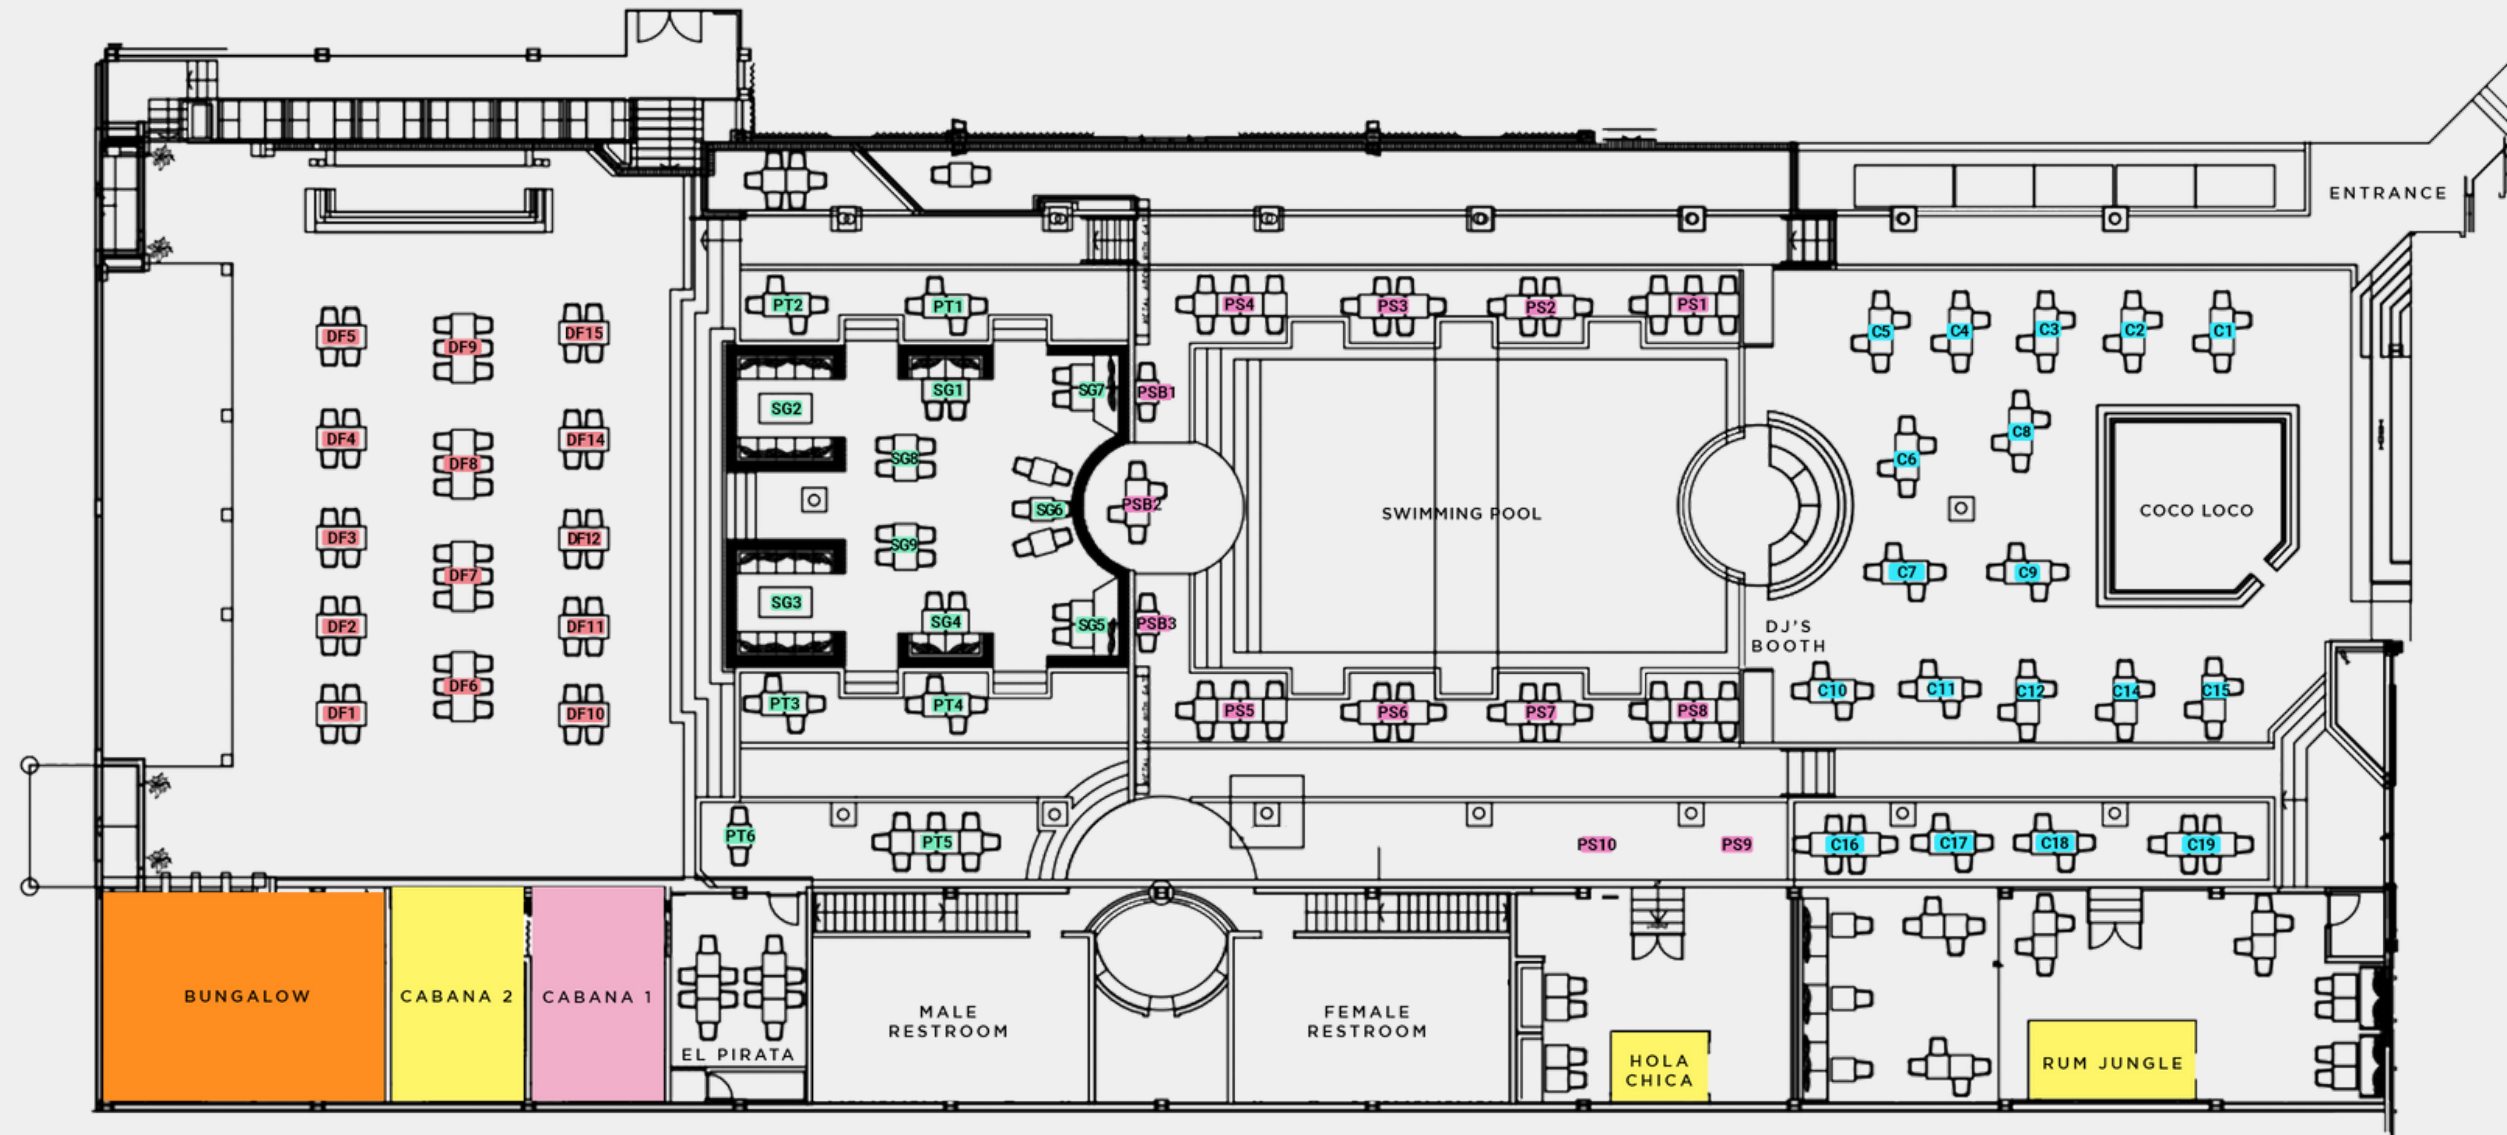 ENTRANCE
PT2
PT1
PS4
PS3
PS2
PS1
DF5
DF9
DF15
C5
C4
C3
C2
C1
SG2
SG1
SG7
PSB1
DF4
DF8
DF14
SG8
C6
C8
SG6
PSB2
SWIMMING POOL
COCO LOCO
DF3
DF7
DF12
SG9
C7
C9
SG3
SG4
SG5
PSB3
DF2
DF11
DJ'S
BOOTH
DF6
DF1
DF10
PT3
PT4
PS5
PS6
PS7
PS8
C10
C11
C12
C14
C15
PT6
PT5
PS10
PS9
C16
C17
C18
C19
BUNGALOW
CABANA 2
CABANA 1
EL PIRATA
MALE
RESTROOM
FEMALE
RESTROOM
HOLA
CHICA
RUM JUNGLE